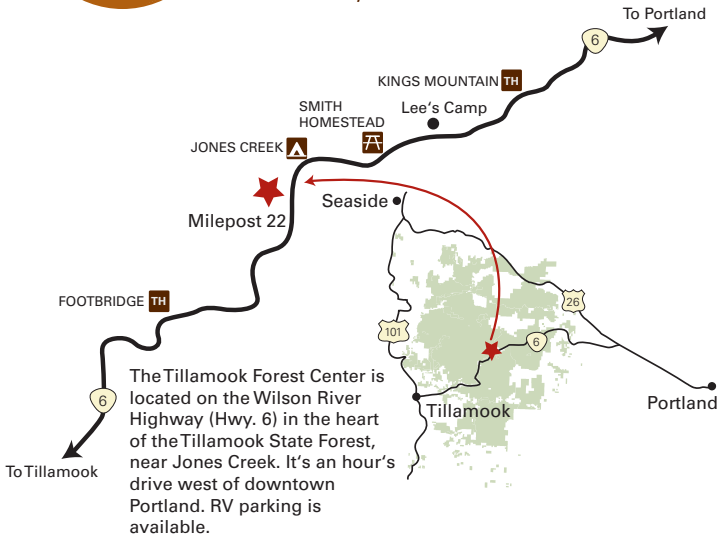 To Portland
6
KINGS MOUNTAIN TH
Lee's Camp
SMITH
HOMESTEAD
JONES CREEK
Milepost 22
Seaside
FOOTBRIDGE TH
26
101
6
6
Tillamook
Portland
To Tillamook
The Tillamook Forest Center is
located on the Wilson River
Highway (Hwy. 6) in the heart
of the Tillamook State Forest,
near Jones Creek. It's an hour's
drive west of downtown
Portland. RV parking is
available.